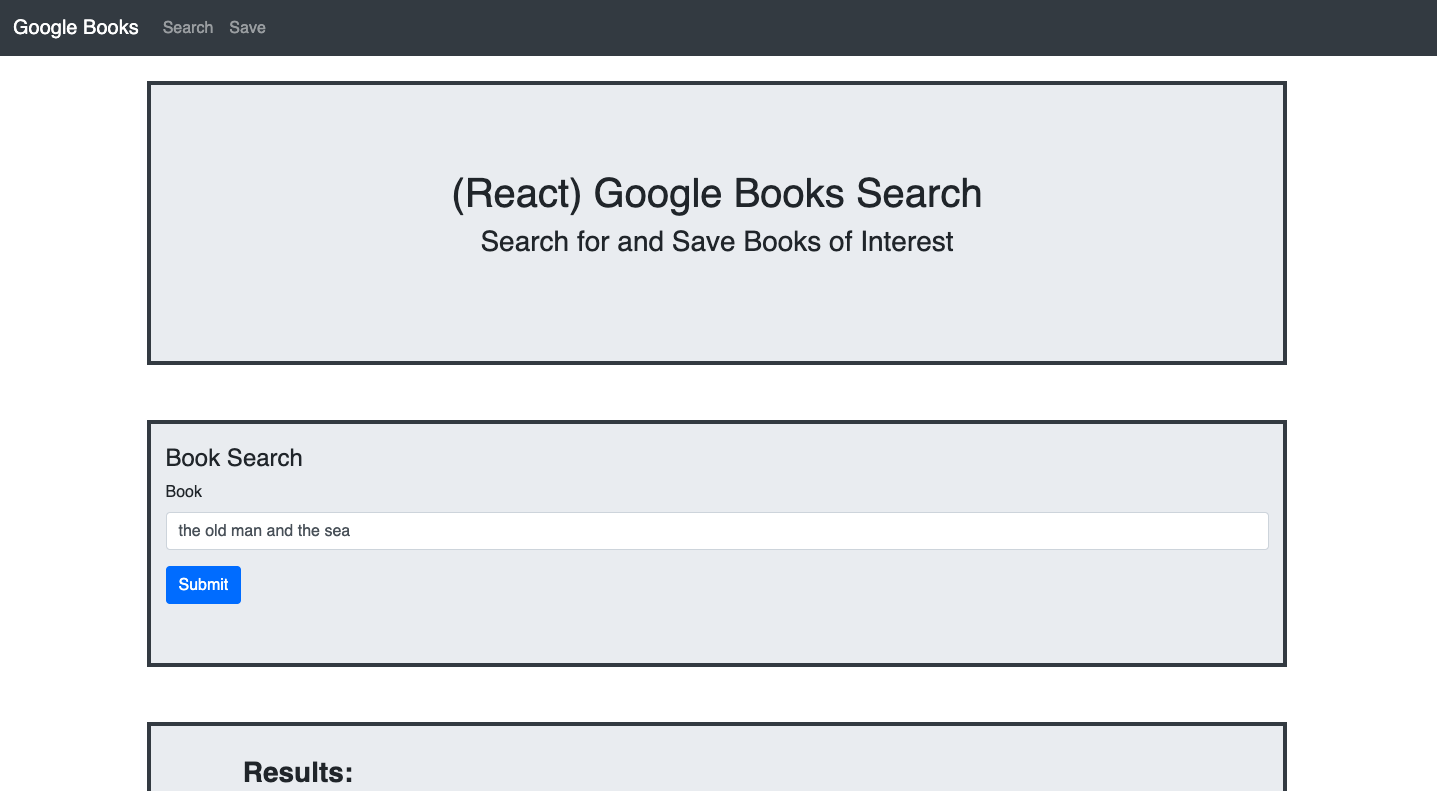 Google Books Search Save
(React) Google Books Search
Search for and Save Books of Interest
Book Search
Book
the old man and the sea
Submit
Results: